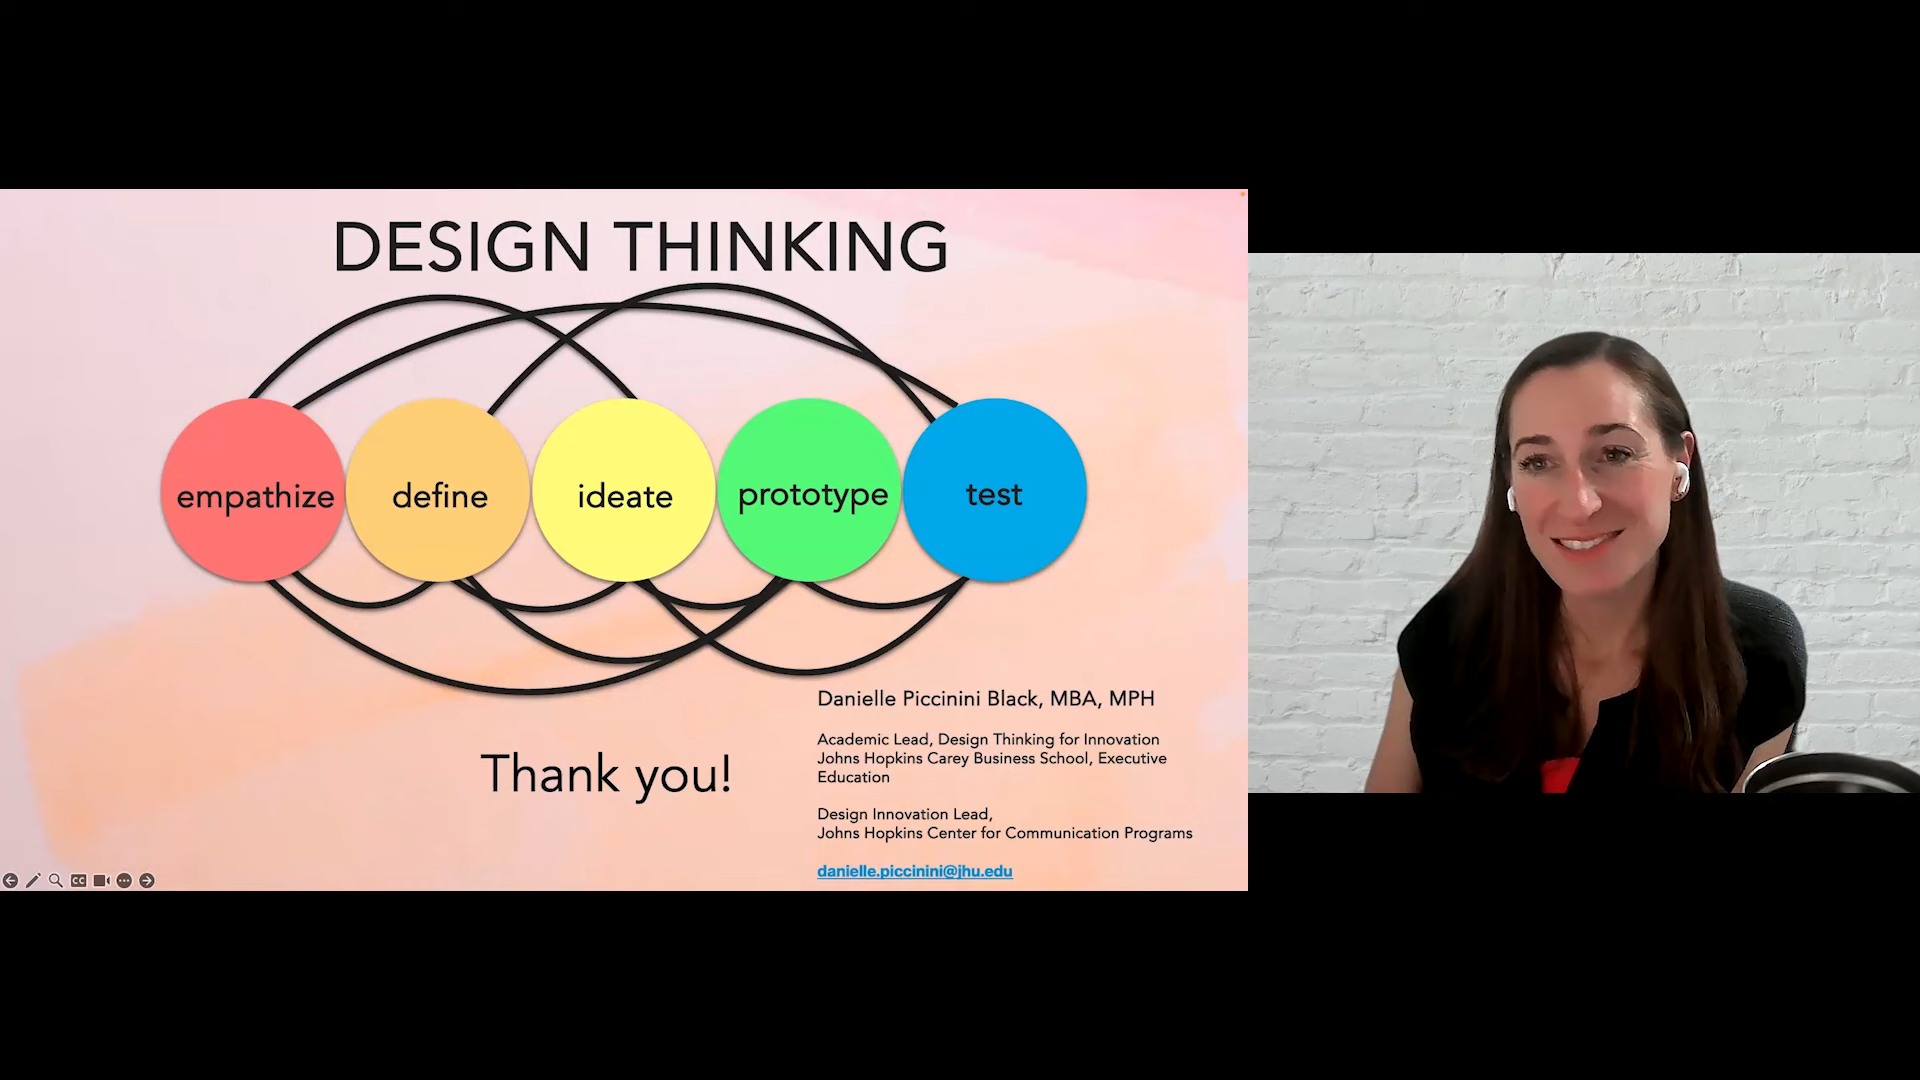 DESIGN THINKING
empathize
define
ideate
prototype
test
Thank you!
Danielle Piccinini Black, MBA, MPH
Academic Lead, Design Thinking for Innovation
Johns Hopkins Carey Business School, Executive
Education
Design Innovation Lead,
Johns Hopkins Center for Communication Programs
danielle.piccinini@jhu.edu
CC